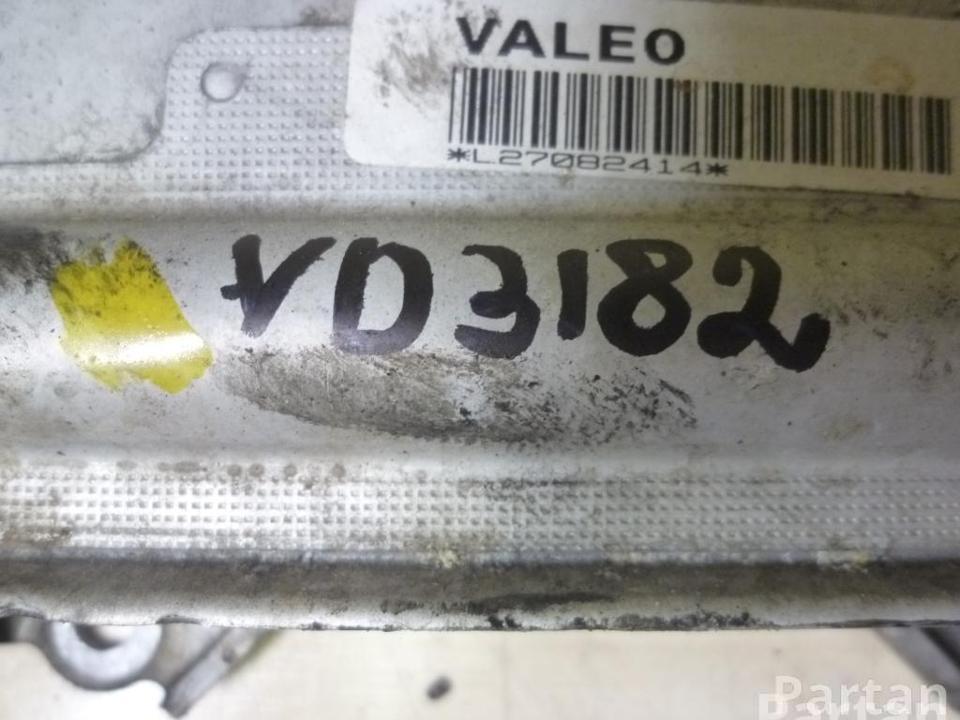 VALEO
*L27082414*
VD3182
Partan